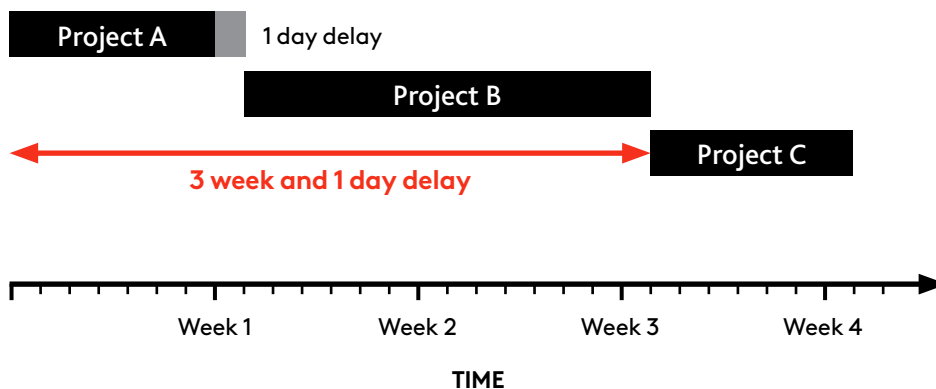 Project A
1 day delay
Project B
Project C
3 week and 1 day delay
Week 1
Week 2
Week 3
Week 4
TIME